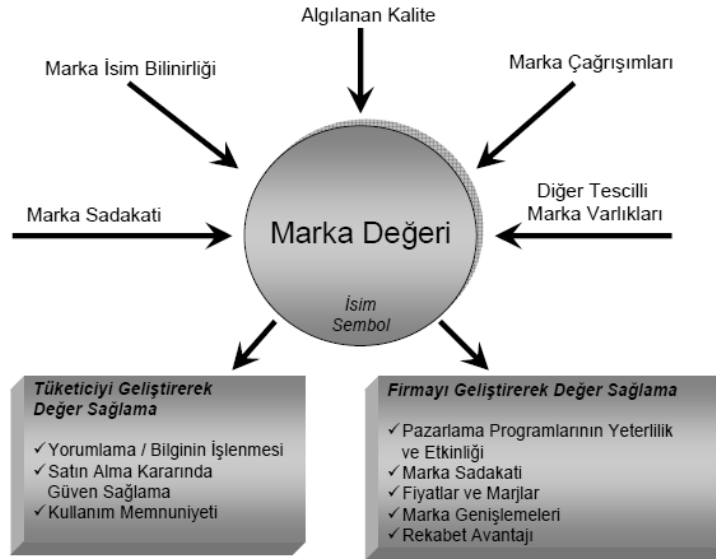 Algılanan Kalite
Marka İsim Bilinirliği
Marka Çağrışımları
Marka Sadakati
Diğer Tescilli
Marka Varlıkları
Marka Değeri
İsim
Sembol
Tüketiciyi Geliştirerek
Değer Sağlama
✓Yorumlama / Bilginin İşlenmesi
✓Satın Alma Kararında
Güven Sağlama
✓Kullanım Memnuniyeti
Firmayı Geliştirerek Değer Sağlama
✓Pazarlama Programlarının Yeterlilik
ve Etkinliği
✓Marka Sadakati
✓Fiyatlar ve Marjlar
✓Marka Genişlemeleri
✓Rekabet Avantajı